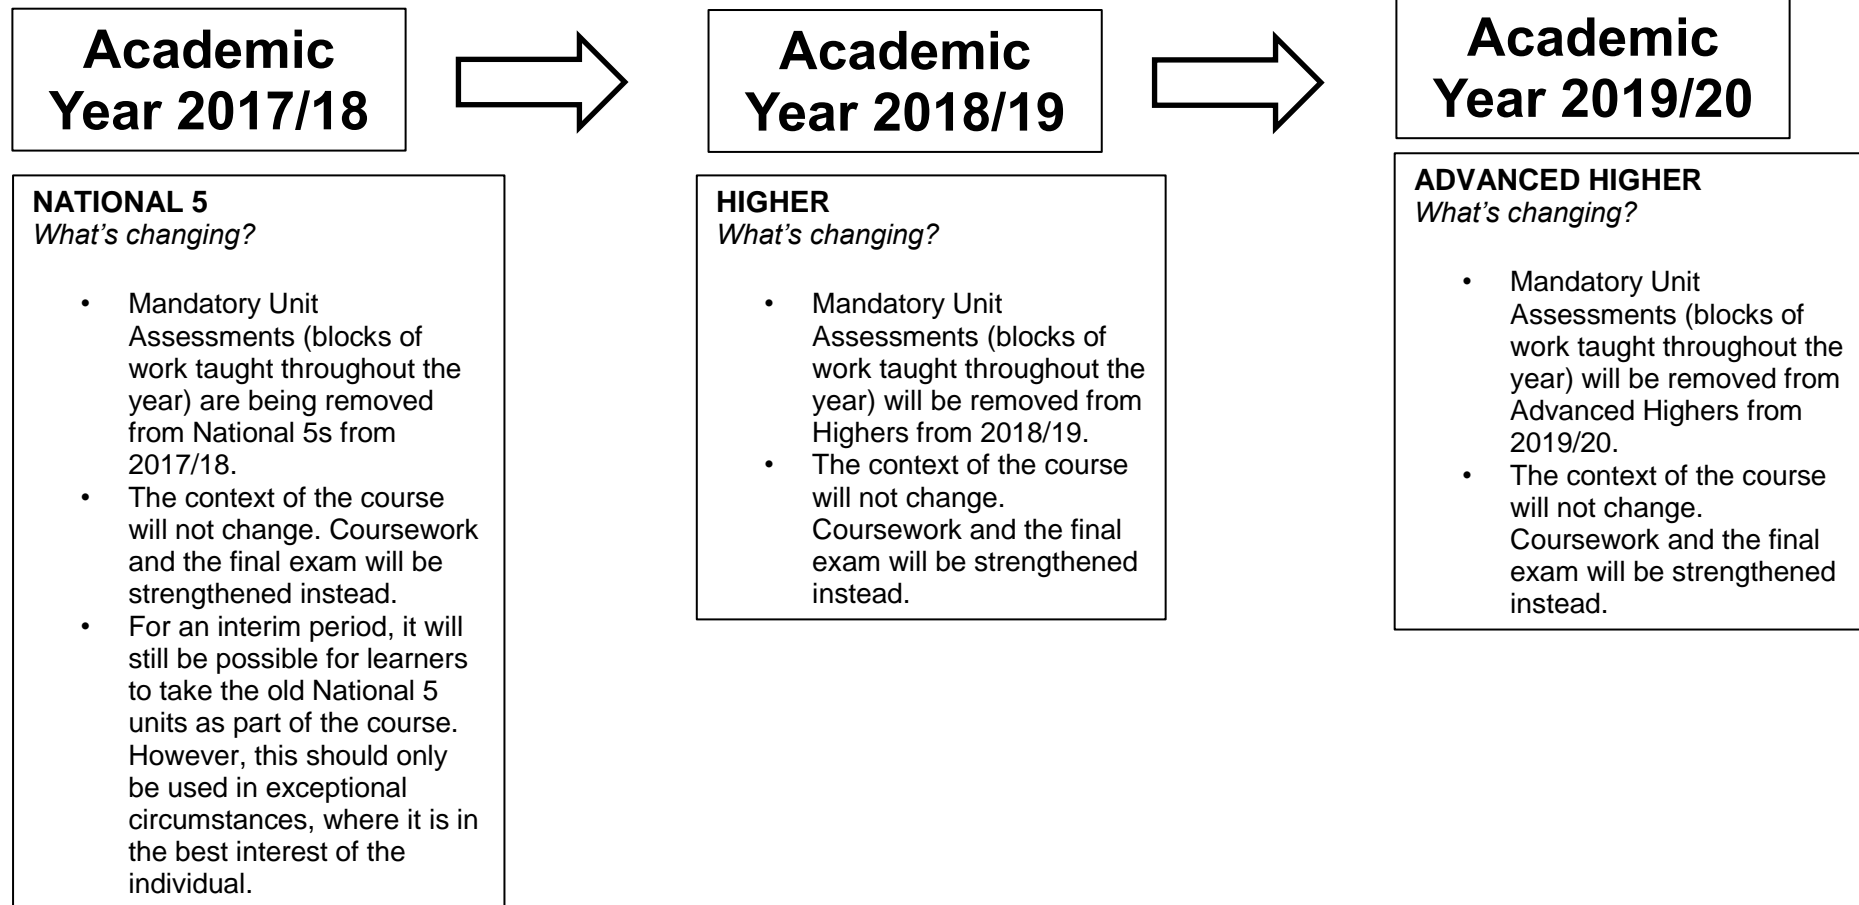 Academic
Year 2017/18
NATIONAL 5
What's changing?
• Mandatory Unit
Assessments (blocks of
work taught throughout the
year) are being removed
from National 5s from
2017/18.
• The context of the course
will not change. Coursework
and the final exam will be
strengthened instead.
• For an interim period, it will
still be possible for learners
to take the old National 5
units as part of the course.
However, this should only
be used in exceptional
circumstances, where it is in
the best interest of the
individual.
Academic
Year 2018/19
HIGHER
What's changing?
• Mandatory Unit
Assessments (blocks of
work taught throughout the
year) will be removed from
Highers from 2018/19.
• The context of the course
will not change.
Coursework and the final
exam will be strengthened
instead.
Academic
Year 2019/20
ADVANCED HIGHER
What's changing?
• Mandatory Unit
Assessments (blocks of
work taught throughout the
year) will be removed from
Advanced Highers from
2019/20.
• The context of the course
will not change.
Coursework and the final
exam will be strengthened
instead.